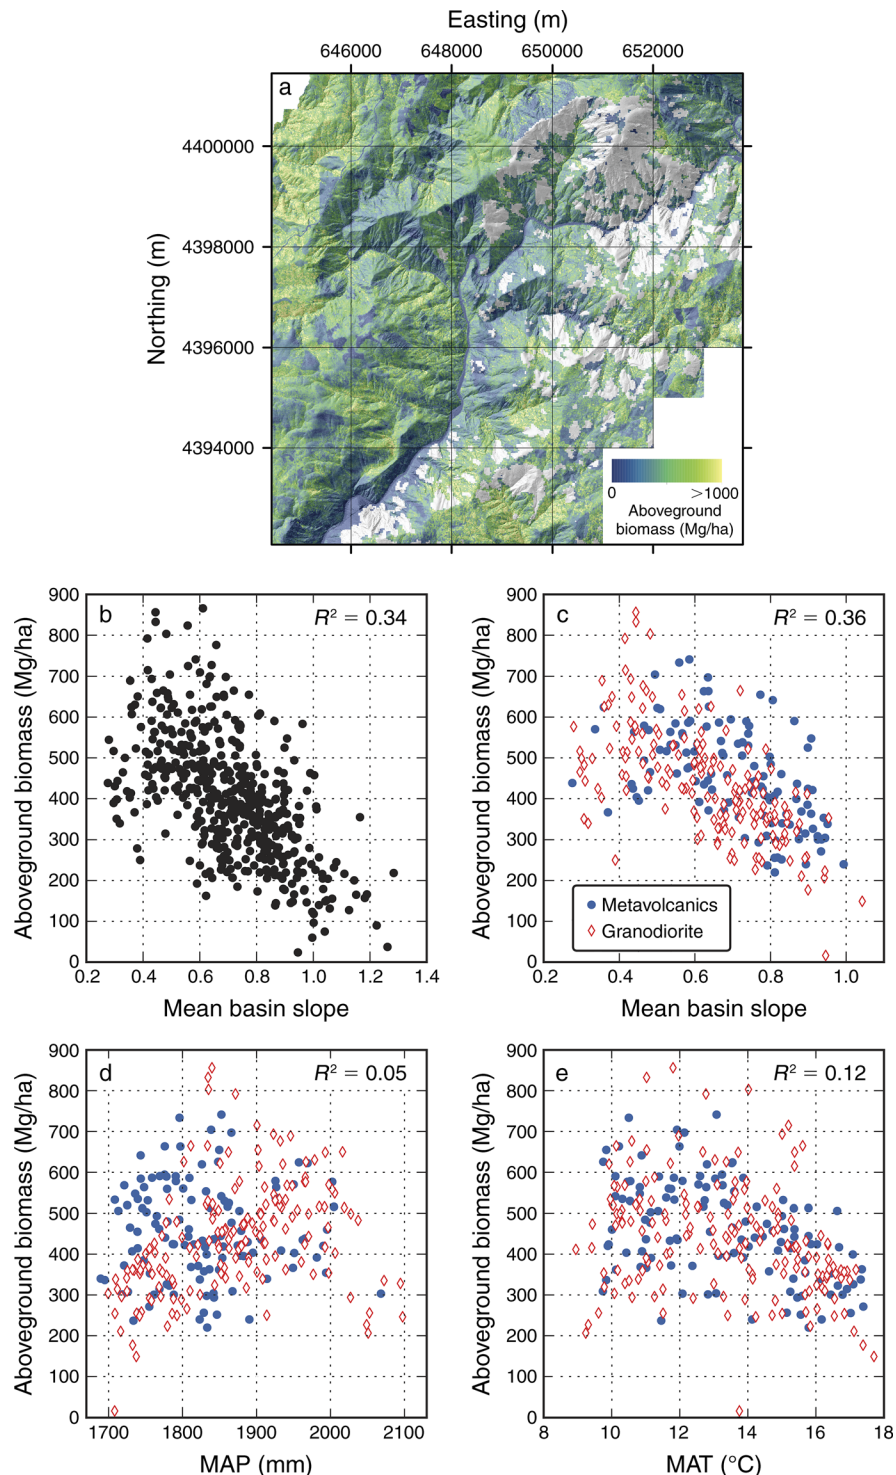 Easting (m)
646000 648000 650000 652000
a
Northing (m)
4400000
4398000
4396000
4394000
0 >1000
Aboveground
biomass (Mg/ha)
b
R² = 0.34
Aboveground biomass (Mg/ha)
900
800
700
600
500
400
300
200
100
0
0.2 0.4 0.6 0.8 1.0 1.2 1.4
Mean basin slope
c
R² = 0.36
Aboveground biomass (Mg/ha)
900
800
700
600
500
400
300
200
100
0
Metavolcanics
Granodiorite
0.2 0.4 0.6 0.8 1.0
Mean basin slope
d
R² = 0.05
Aboveground biomass (Mg/ha)
900
800
700
600
500
400
300
200
100
0
1700 1800 1900 2000 2100
MAP (mm)
e
R² = 0.12
Aboveground biomass (Mg/ha)
900
800
700
600
500
400
300
200
100
0
8 10 12 14 16 18
MAT (°C)